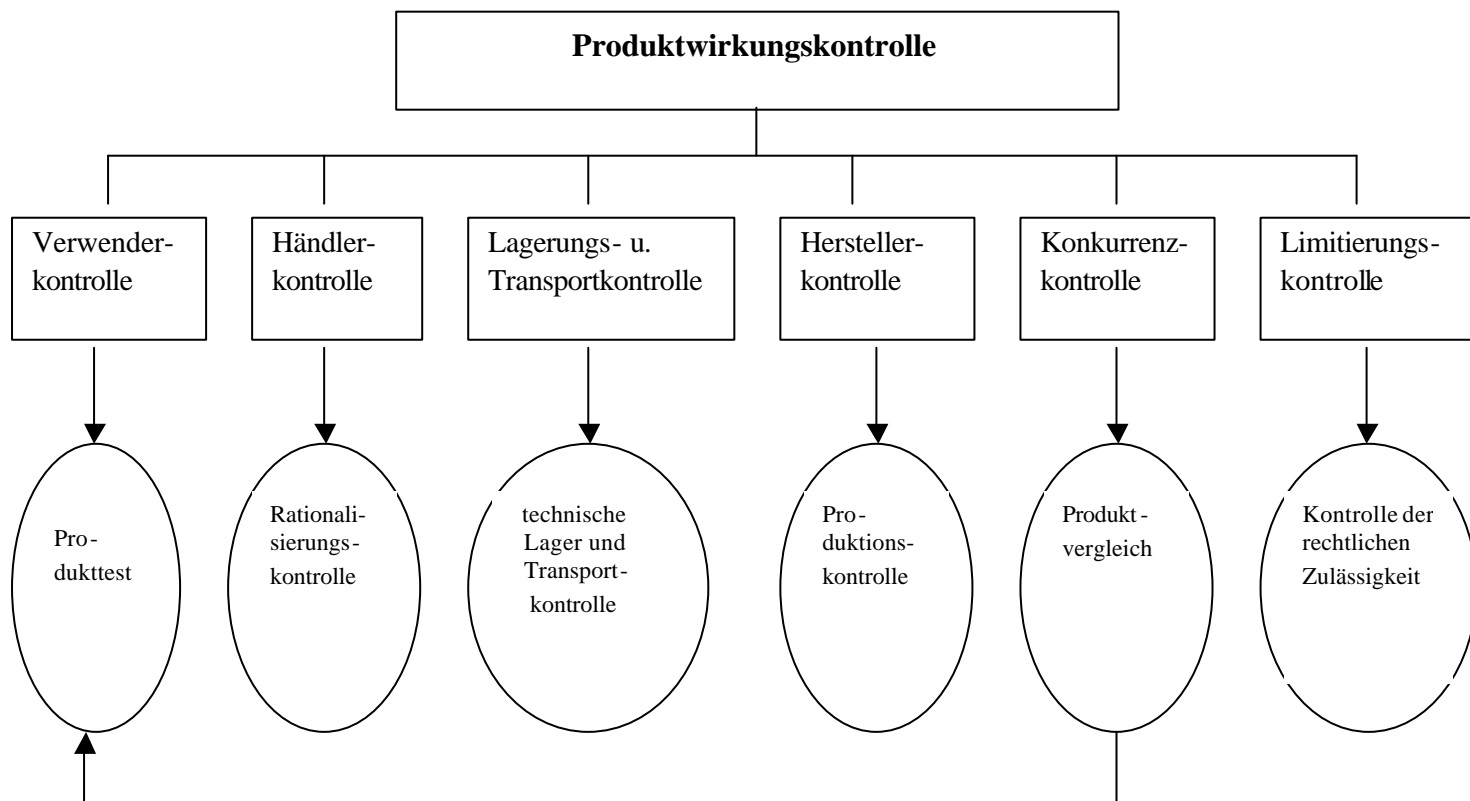 Produktwirkungskontrolle
Verwender-
kontrolle
Händler-
kontrolle
Lagerungs- u.
Transportkontrolle
Hersteller-
kontrolle
Konkurrenz-
kontrolle
Limitierungs-
kontrolle
Pro-
dukttest
Rationali-
sierungs-
kontrolle
technische
Lager und
Transport-
kontrolle
Pro-
duktions-
kontrolle
Produkt-
vergleich
Kontrolle der
rechtlichen
Zulässigkeit